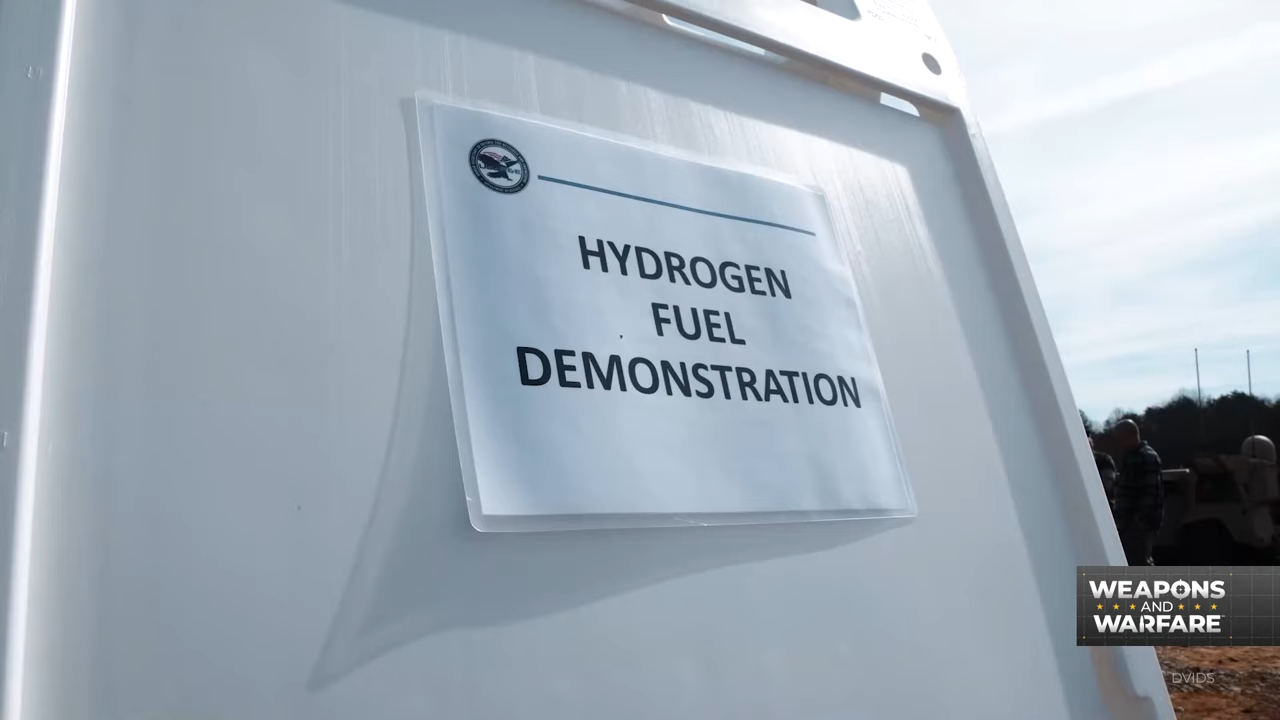 HYDROGEN
FUEL
DEMONSTRATION
WEAPONS
AND
WARFARE
DVIDS